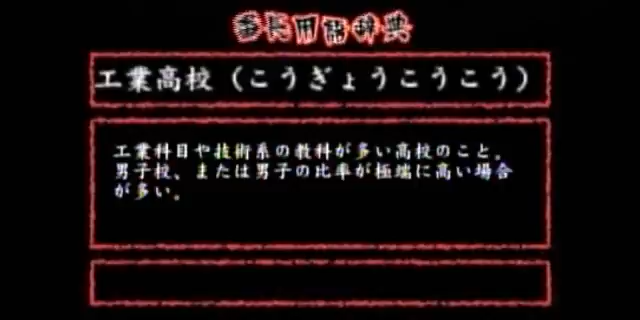 番長用語辞典
工業高校（こうぎょうこうこう）
工業科目や技術系の教科が多い高校のこと。
男子校、または男子の比率が極端に高い場合
が多い。